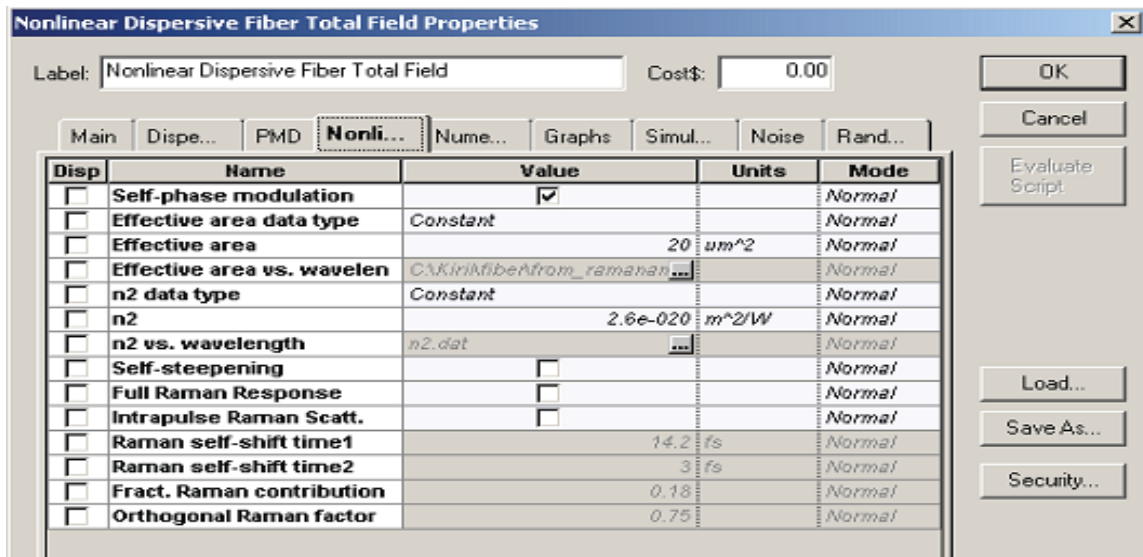 Nonlinear Dispersive Fiber Total Field Properties
Label: Nonlinear Dispersive Fiber Total Field Cost$: 0.00 OK
Cancel
Main Dispe... PMD Nonli... Nume... Graphs Simul... Noise Rand...
Evaluate Script
Disp Name Value Units Mode
Self-phase modulation Normal
Effective area data type Constant Normal
Effective area 20 um^2 Normal
Effective area vs. wavelen C:\Kiril\fiber\from_ramanan ... Normal
n2 data type Constant Normal
n2 2.6e-020 m^2/W Normal
n2 vs. wavelength n2.dat ... Normal
Self-steepening Normal
Full Raman Response Normal
Intrapulse Raman Scatt. Normal
Raman self-shift time1 14.2 fs Normal
Raman self-shift time2 3 fs Normal
Fract. Raman contribution 0.18 Normal
Orthogonal Raman factor 0.75 Normal
Load...
Save As...
Security...